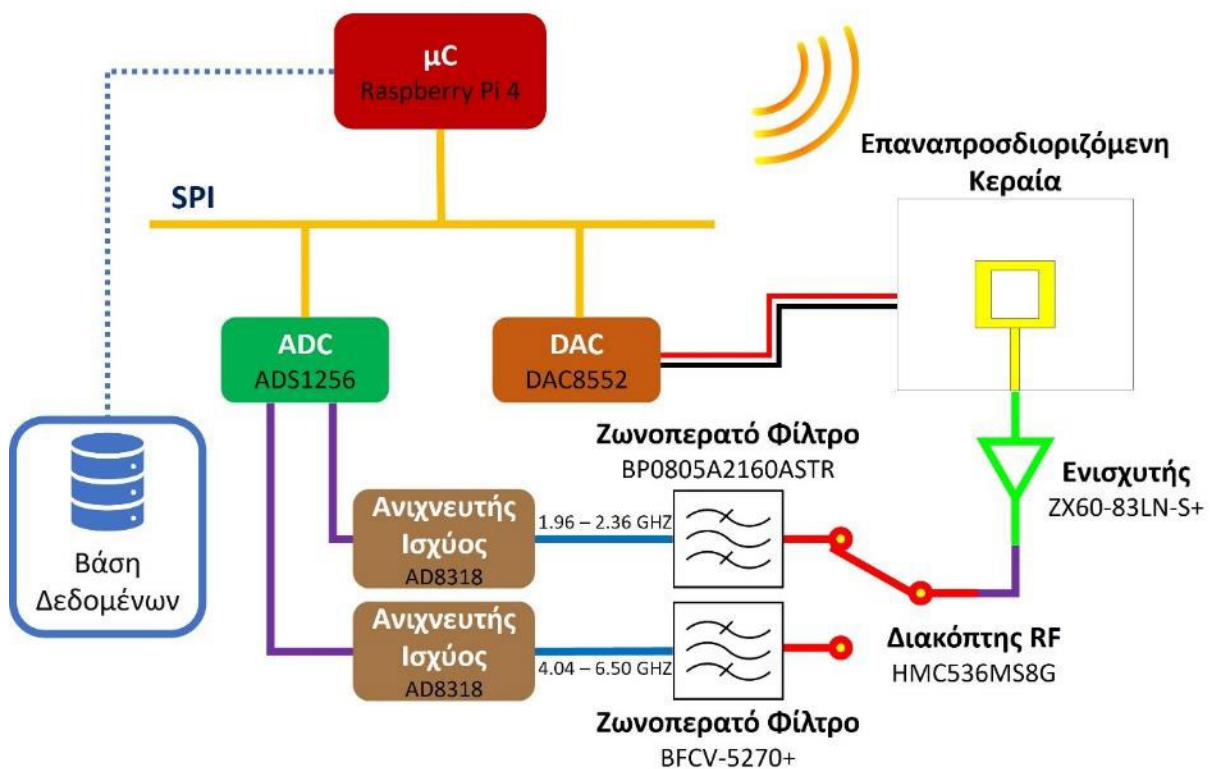 μC
Raspberry Pi 4
SPI
Επαναπροσδιοριζόμενη
Κεραία
ADC
ADS1256
DAC
DAC8552
Βάση
Δεδομένων
Ζωνοπερατό Φίλτρο
BP0805A2160ASTR
Ενισχυτής
ZX60-83LN-S+
Ανιχνευτής
Ισχύος
AD8318
1.96 – 2.36 GHZ
Ανιχνευτής
Ισχύος
AD8318
4.04 – 6.50 GHZ
Διακόπτης RF
HMC536MS8G
Ζωνοπερατό Φίλτρο
BFCV-5270+